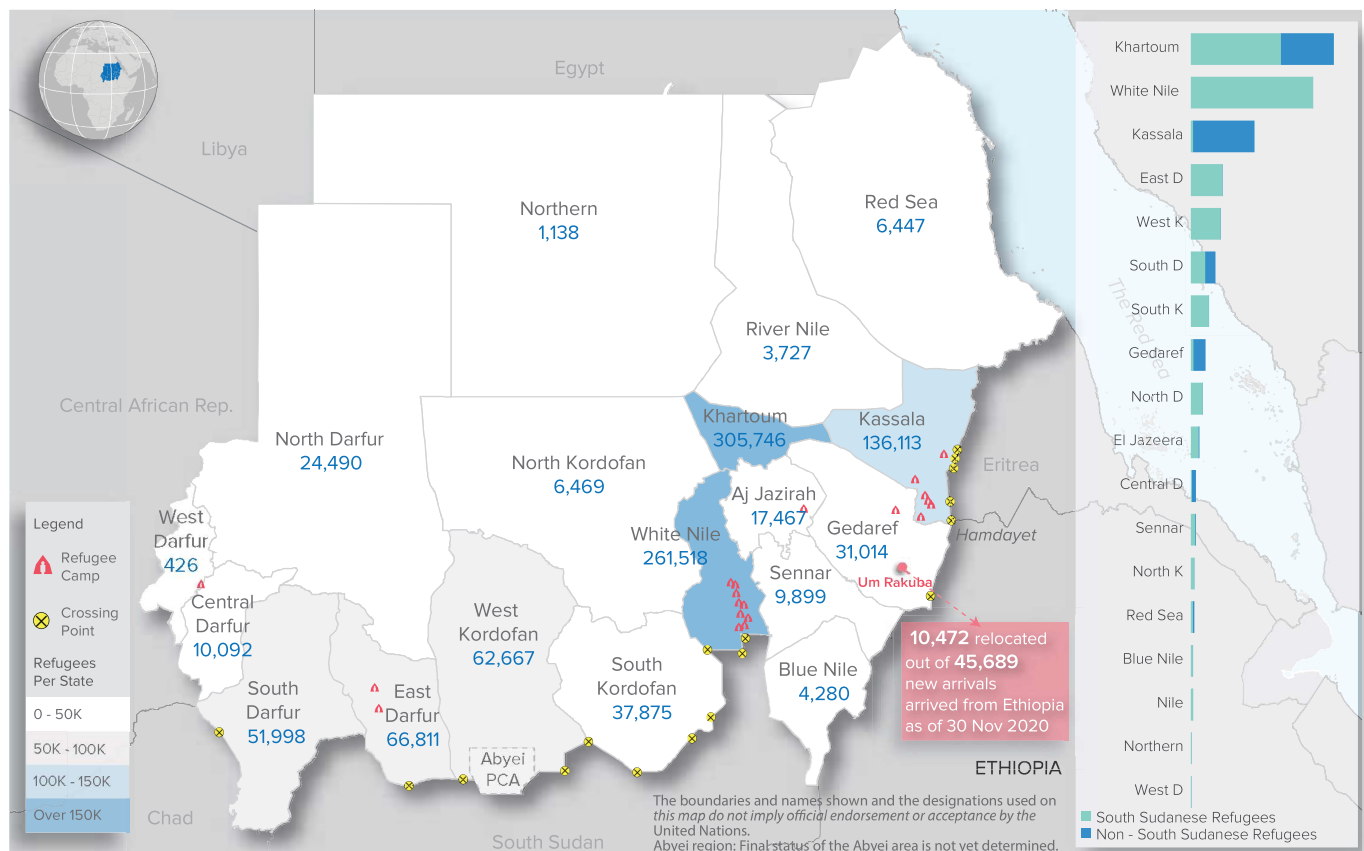 Egypt
Libya
Northern
1,138
Red Sea
6,447
River Nile
3,727
Central African Rep.
Khartoum
305,746
Kassala
136,113
North Darfur
24,490
North Kordofan
6,469
Eritrea
Aj Jazirah
17,467
Gedaref
31,014
Hamdayet
West
Darfur
426
White Nile
261,518
Sennar
9,899
Um Rakuba
Central
Darfur
10,092
West
Kordofan
62,667
South
Kordofan
37,875
Blue Nile
4,280
South
Darfur
51,998
East
Darfur
66,811
Abyei
PCA
Chad
South Sudan
ETHIOPIA
The Red Sea
10,472 relocated
out of 45,689
new arrivals
arrived from Ethiopia
as of 30 Nov 2020
Legend
Refugee
Camp
Crossing
Point
Refugees
Per State
0 - 50K
50K - 100K
100K - 150K
Over 150K
The boundaries and names shown and the designations used on
this map do not imply official endorsement or acceptance by the
United Nations.
Abyei region: Final status of the Abyei area is not yet determined.
Khartoum
White Nile
Kassala
East D
West K
South D
South K
Gedaref
North D
El Jazeera
Central D
Sennar
North K
Red Sea
Blue Nile
Nile
Northern
West D
South Sudanese Refugees
Non - South Sudanese Refugees